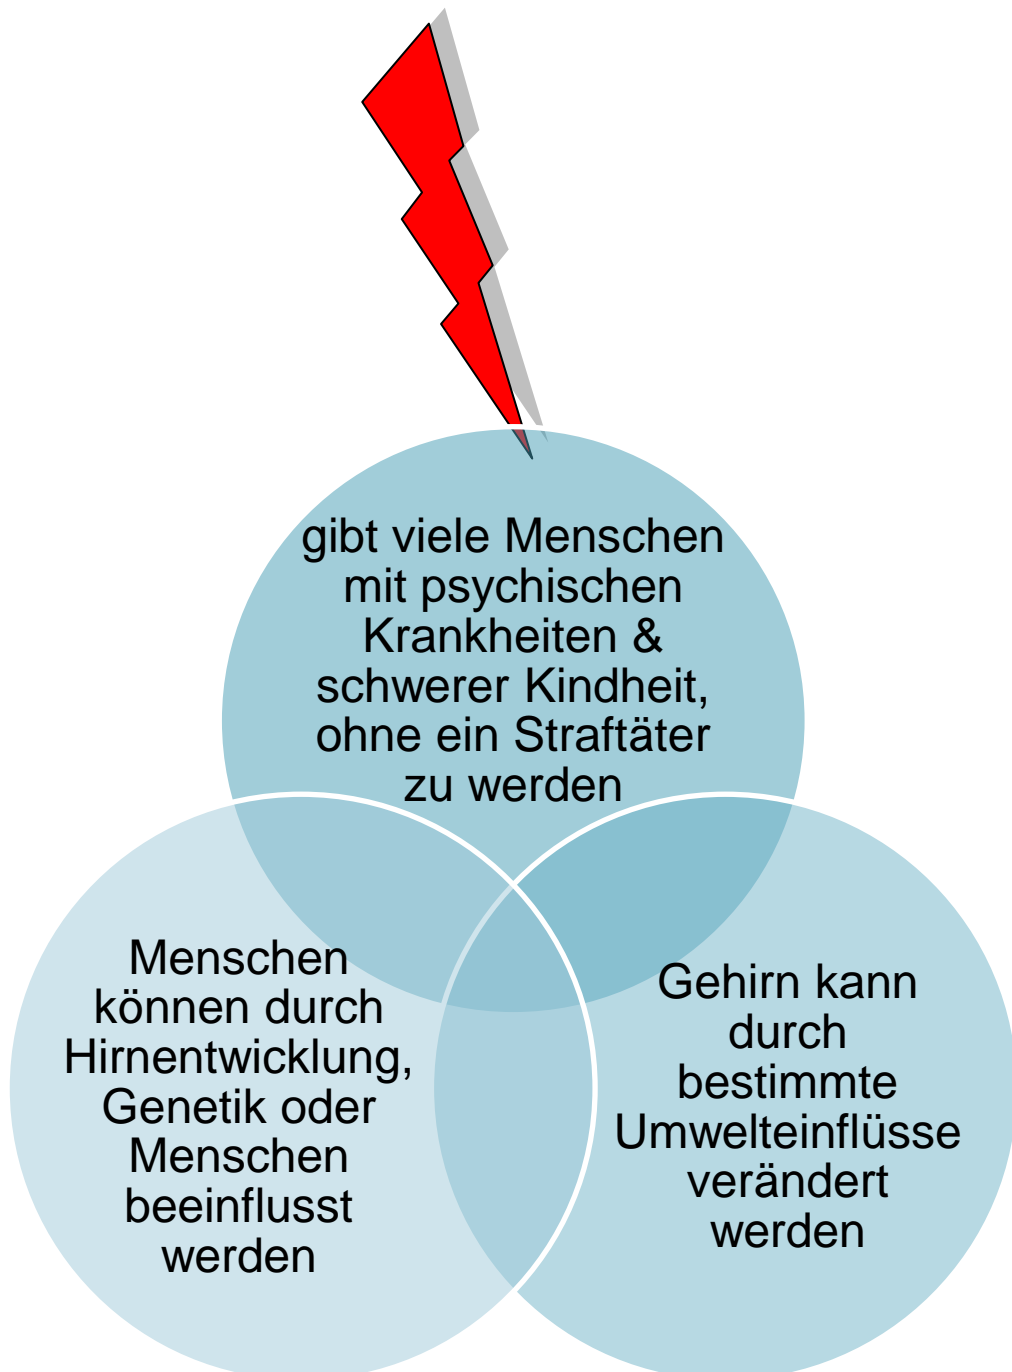 gibt viele Menschen
mit psychischen
Krankheiten &
schwerer Kindheit,
ohne ein Straftäter
zu werden
Menschen
können durch
Hirnentwicklung,
Genetik oder
Menschen
beeinflusst
werden
Gehirn kann
durch
bestimmte
Umwelteinflüsse
verändert
werden